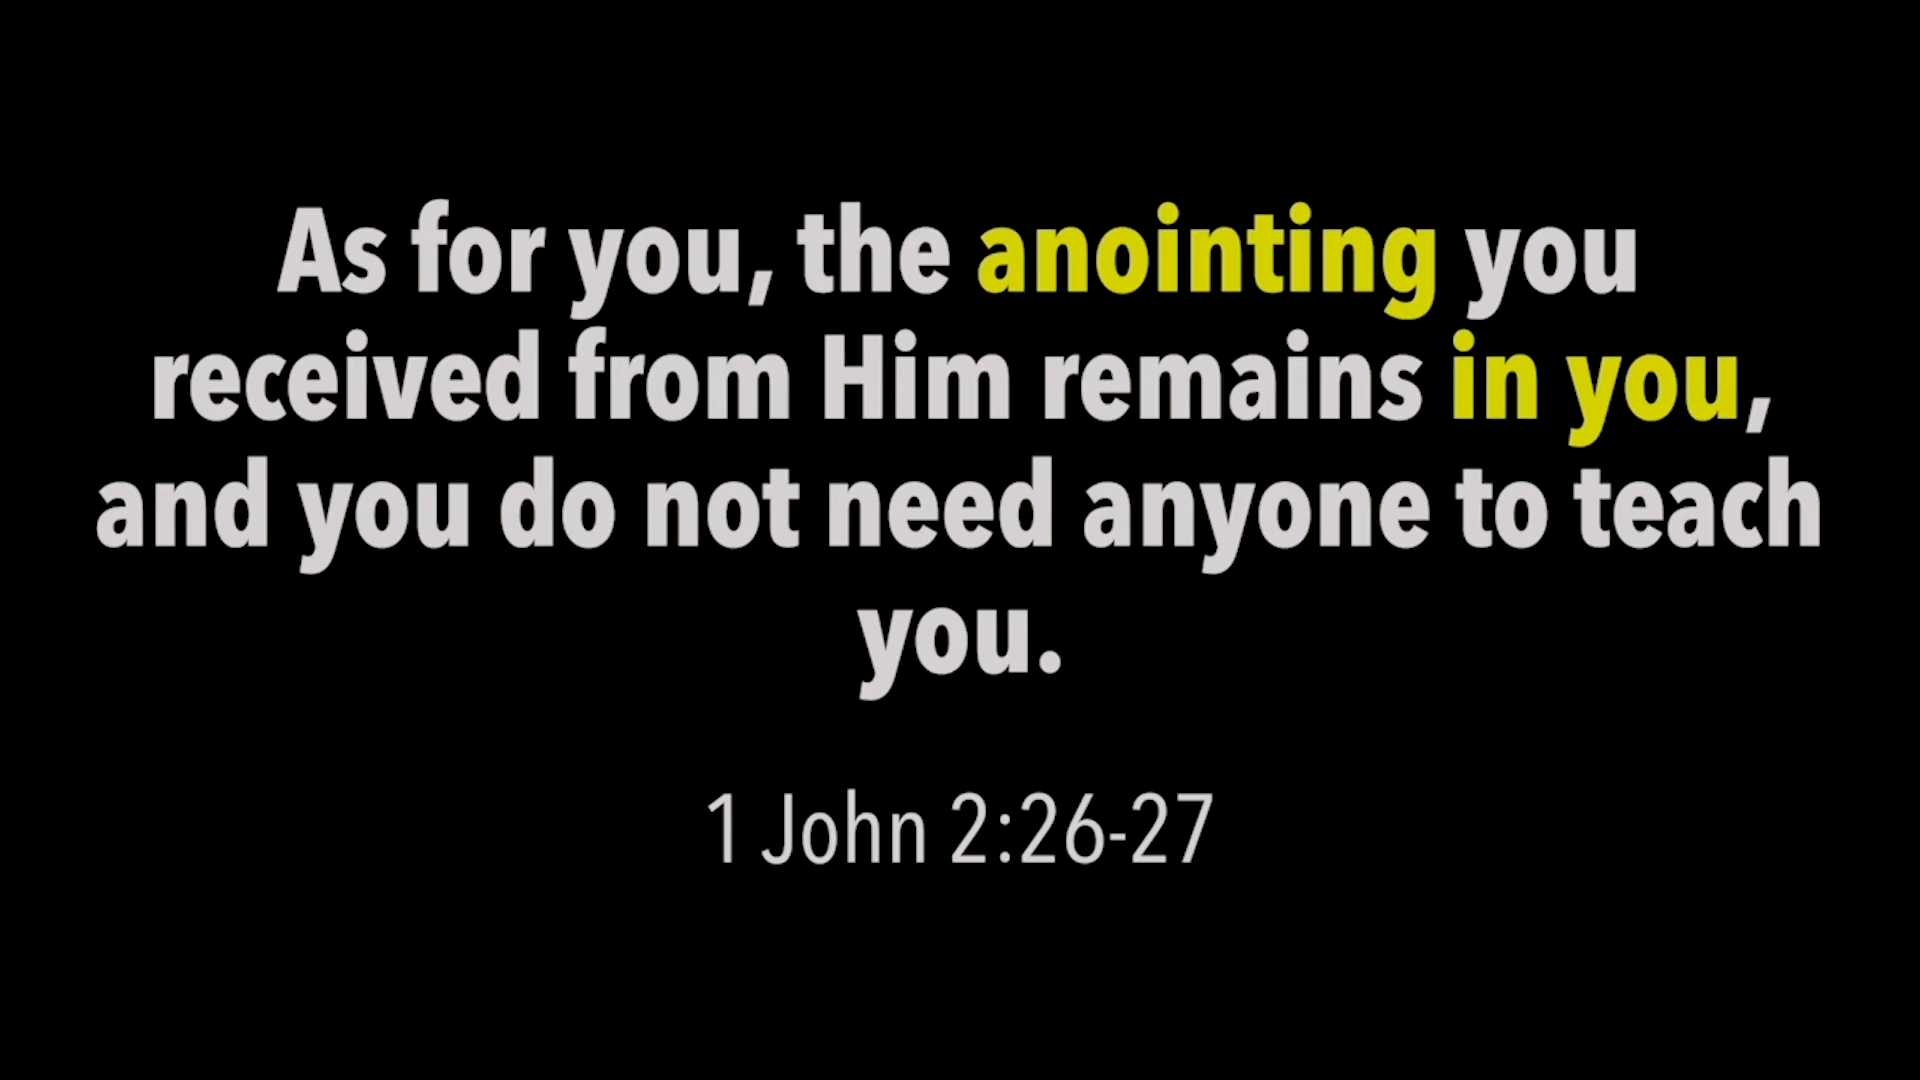 As for you, the anointing you
received from Him remains in you,
and you do not need anyone to teach
you.
1 John 2:26-27